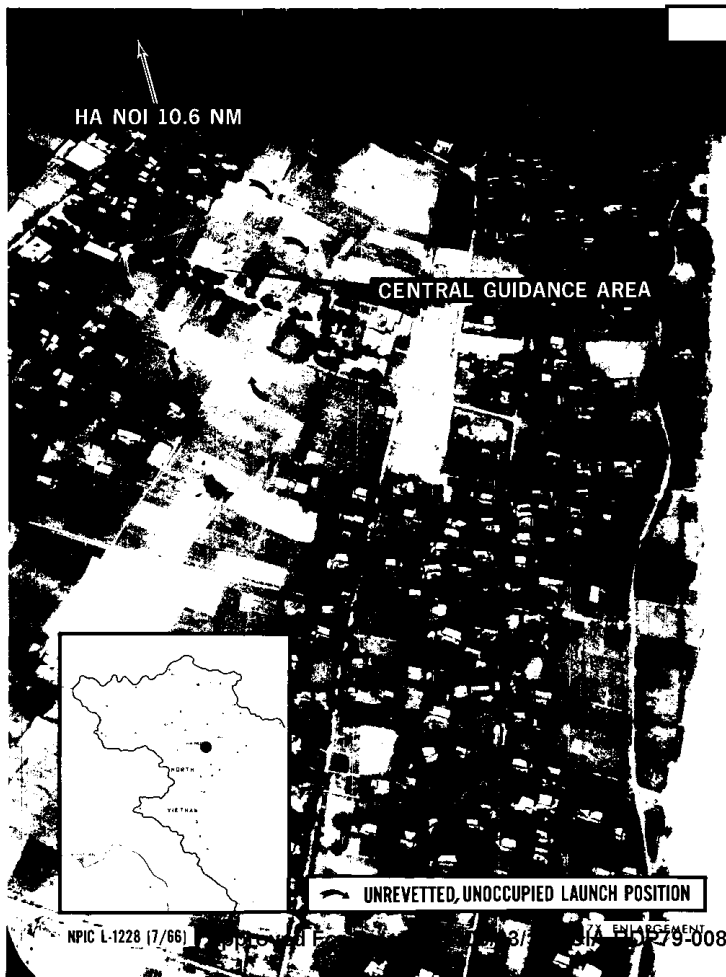 HA NOI 10.6 NM
CENTRAL GUIDANCE AREA
NORTH
VIETNAM
UNREVETTED, UNOCCUPIED LAUNCH POSITION
7X ENLARGEMENT
NPIC L-1228 (7/66)